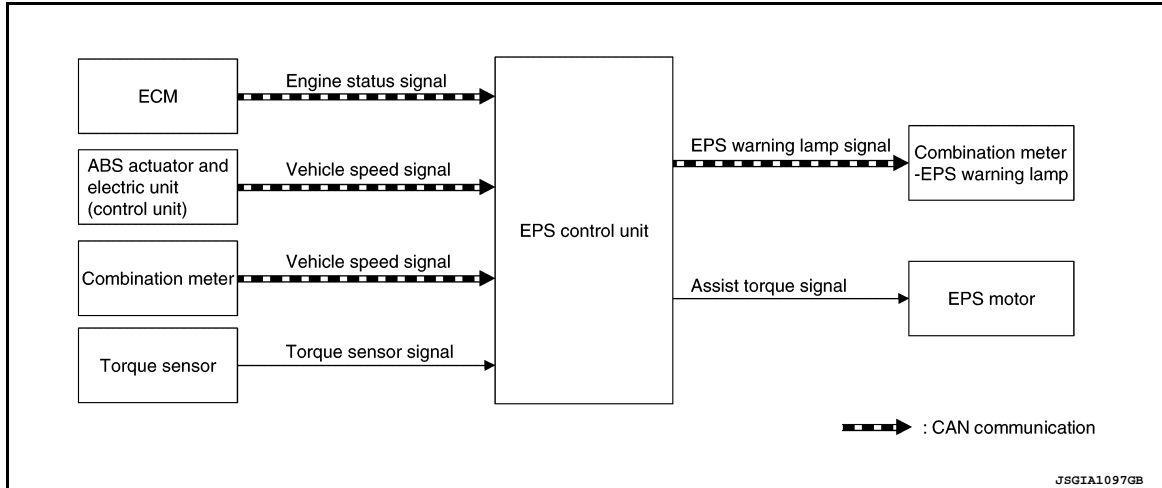 ECM
Engine status signal
ABS actuator and
electric unit
(control unit)
Vehicle speed signal
Combination meter
Vehicle speed signal
Torque sensor
Torque sensor signal
EPS control unit
EPS warning lamp signal
Combination meter
-EPS warning lamp
Assist torque signal
EPS motor
: CAN communication
JSGIA1097GB